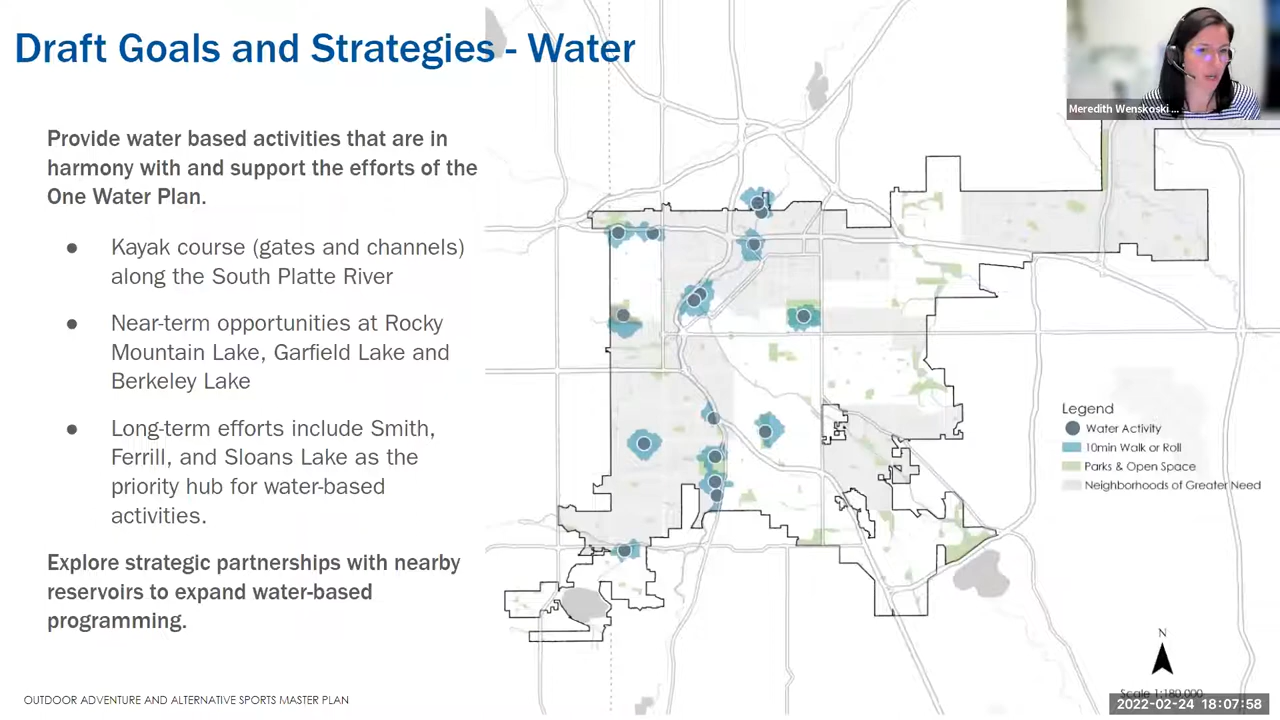 Draft Goals and Strategies - Water
Meredith Wenskoski ...
Provide water based activities that are in
harmony with and support the efforts of the
One Water Plan.
● Kayak course (gates and channels)
along the South Platte River
● Near-term opportunities at Rocky
Mountain Lake, Garfield Lake and
Berkeley Lake
● Long-term efforts include Smith,
Ferrill, and Sloans Lake as the
priority hub for water-based
activities.
Explore strategic partnerships with nearby
reservoirs to expand water-based
programming.
Legend
Water Activity
10min Walk or Roll
Parks & Open Space
Neighborhoods of Greater Need
N
Scale 1:180,000
OUTDOOR ADVENTURE AND ALTERNATIVE SPORTS MASTER PLAN
2022-02-24 18:07:58